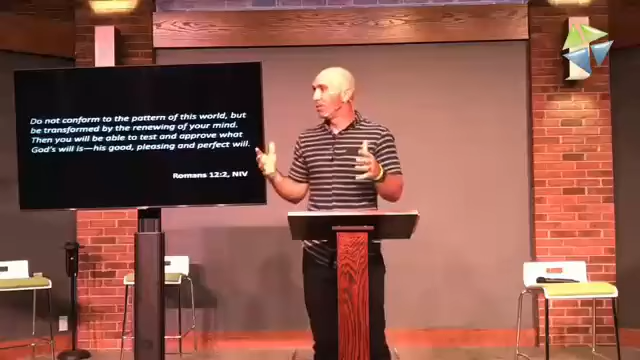 Do not conform to the pattern of this world, but
be transformed by the renewing of your mind.
Then you will be able to test and approve what
God's will is—his good, pleasing and perfect will.
Romans 12:2, NIV